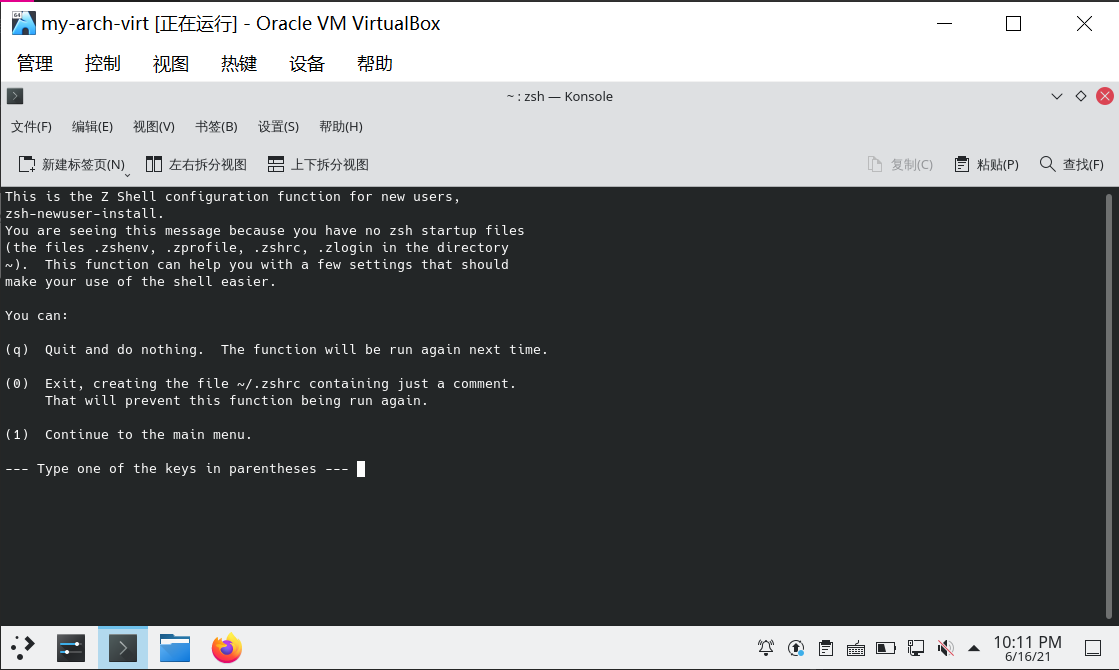 my-arch-virt [正在运行] - Oracle VM VirtualBox
管理 控制 视图 热键 设备 帮助
~ : zsh — Konsole
文件(F) 编辑(E) 视图(V) 书签(B) 设置(S) 帮助(H)
新建标签页(N) 左右拆分视图 上下拆分视图 复制(C) 粘贴(P) 查找(F)
This is the Z Shell configuration function for new users,
zsh-newuser-install.
You are seeing this message because you have no zsh startup files
(the files .zshenv, .zprofile, .zshrc, .zlogin in the directory
~).  This function can help you with a few settings that should
make your use of the shell easier.
You can:
(q)  Quit and do nothing.  The function will be run again next time.
(0)  Exit, creating the file ~/.zshrc containing just a comment.
     That will prevent this function being run again.
(1)  Continue to the main menu.
--- Type one of the keys in parentheses ---
10:11 PM
6/16/21